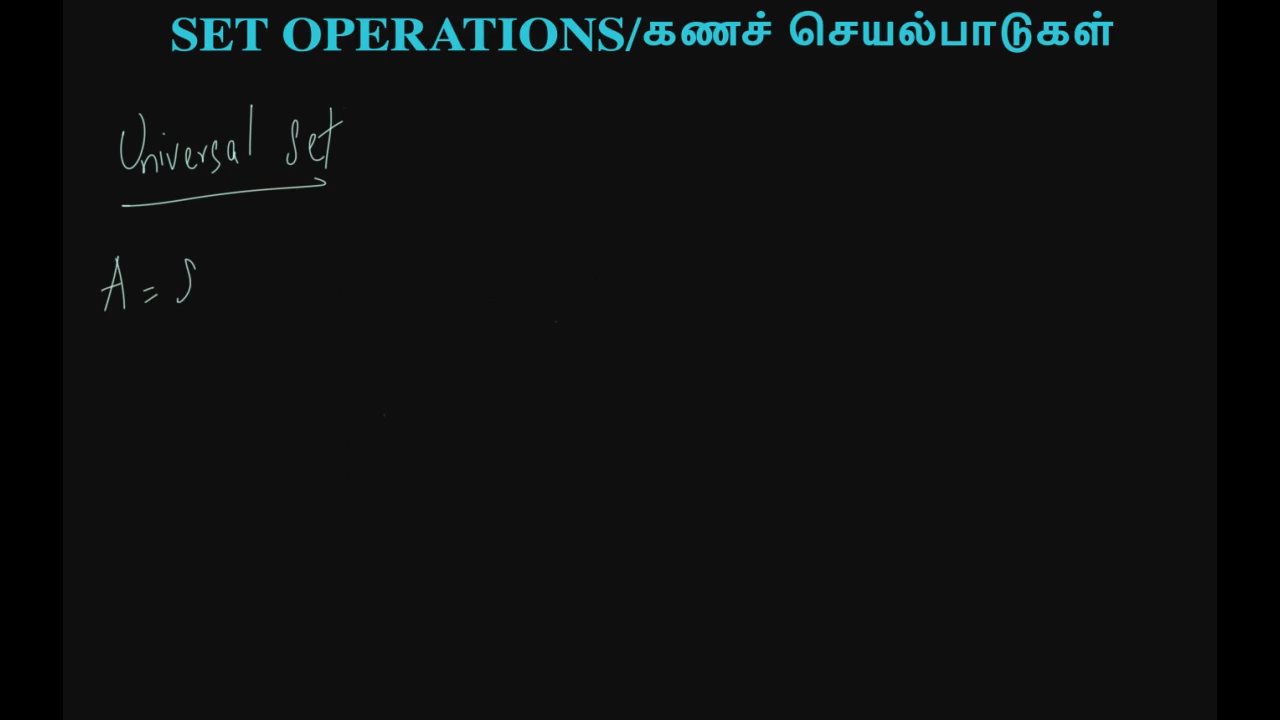 SET OPERATIONS/கணச் செயல்பாடுகள்
Universal Set
A = S